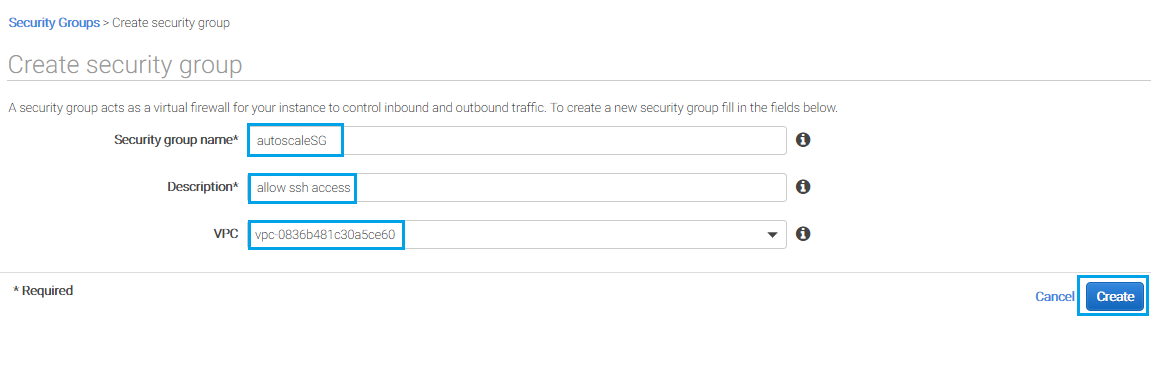 Security Groups > Create security group
Create security group
A security group acts as a virtual firewall for your instance to control inbound and outbound traffic. To create a new security group fill in the fields below.
Security group name* autoscaleSG
Description* allow ssh access
VPC vpc-0836b481c30a5ce60
* Required
Cancel Create